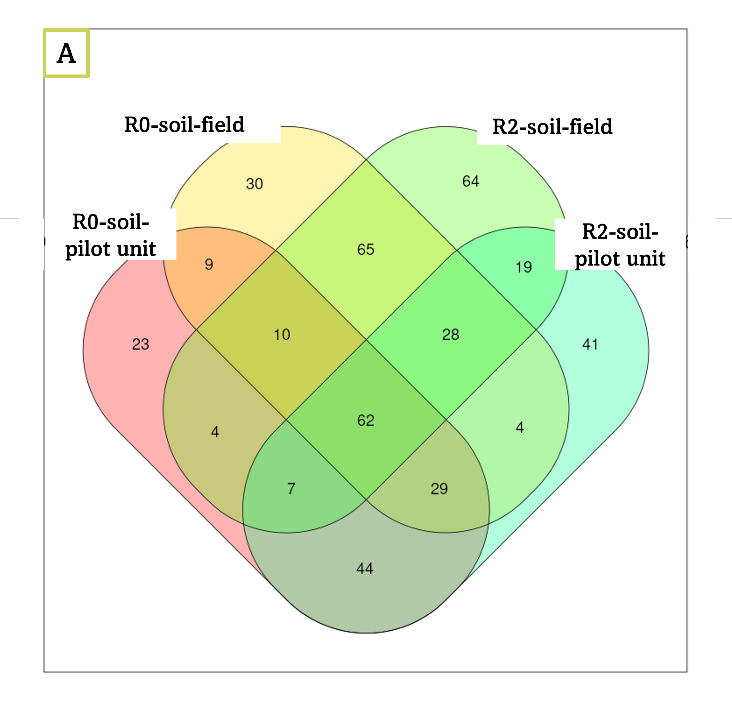 A
R0-soil-field
R2-soil-field
30
64
R0-soil-
pilot unit
R2-soil-
pilot unit
65
9
19
10
28
23
41
4
62
4
7
29
44